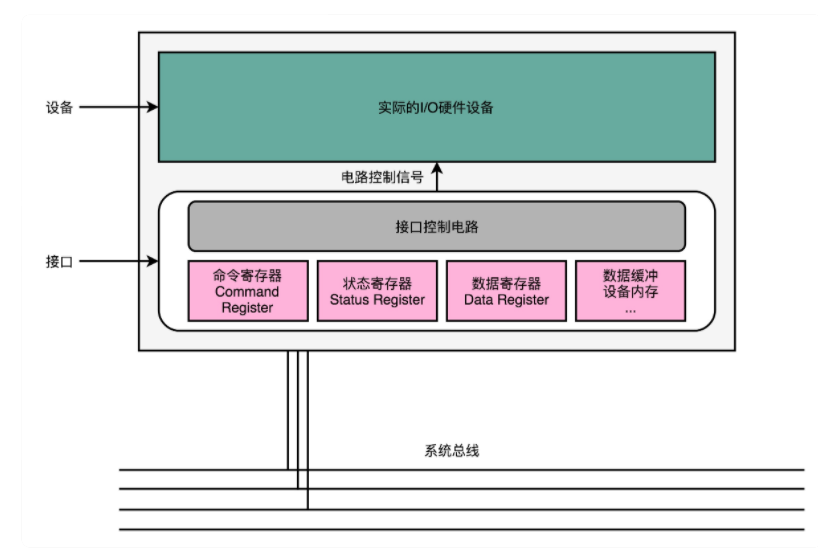 设备
实际的I/O硬件设备
电路控制信号
接口
接口控制电路
命令寄存器
Command
Register
状态寄存器
Status Register
数据寄存器
Data Register
数据缓冲
设备内存
...
系统总线